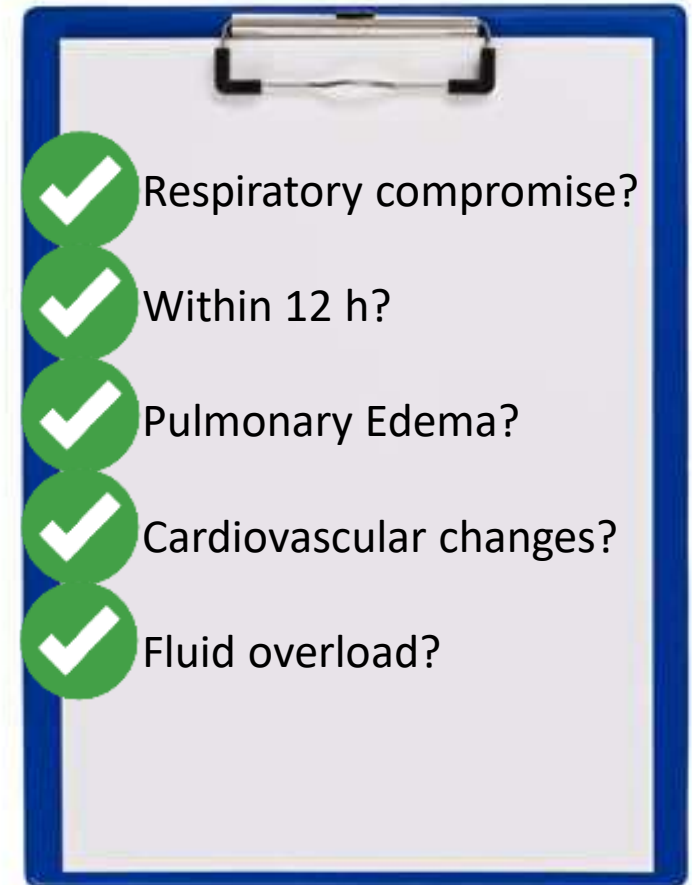 Respiratory compromise?
Within 12 h?
Pulmonary Edema?
Cardiovascular changes?
Fluid overload?